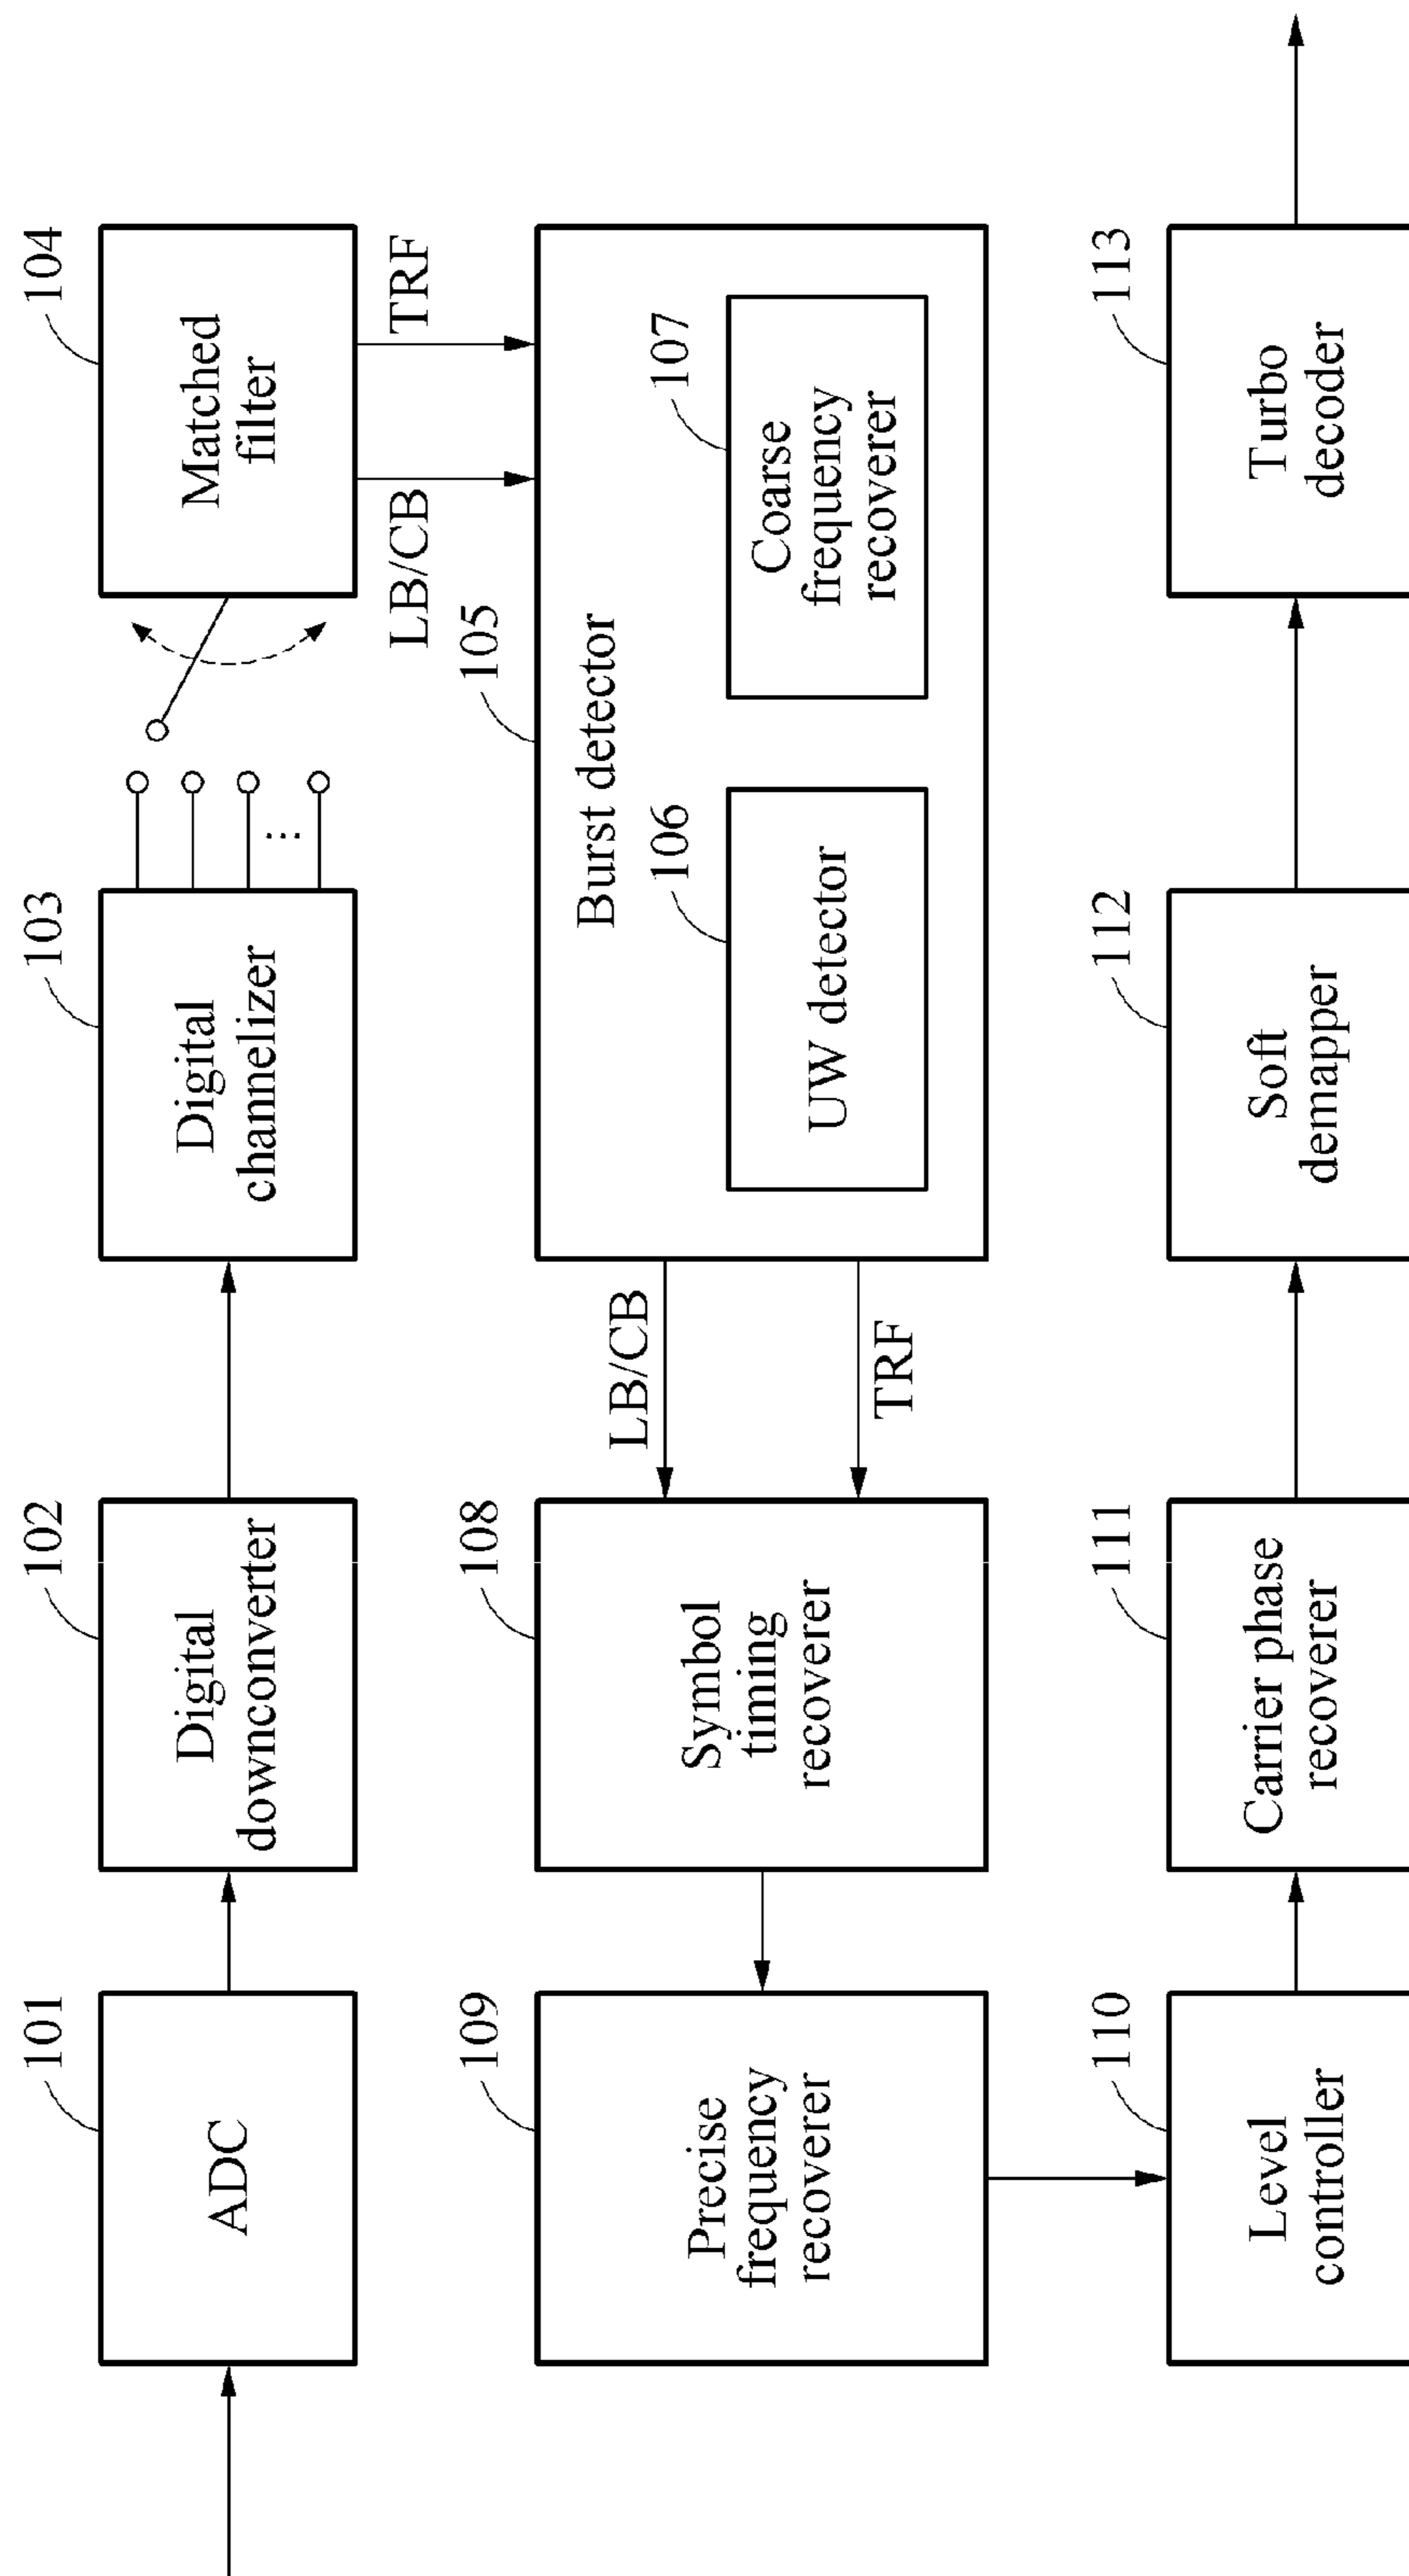 101
ADC
102
Digital
downconverter
103
Digital
channelizer
104
Matched
filter
LB/CB
TRF
105
Burst detector
106
UW detector
107
Coarse
frequency
recoverer
LB/CB
TRF
108
Symbol
timing
recoverer
109
Precise
frequency
recoverer
110
Level
controller
111
Carrier phase
recoverer
112
Soft
demapper
113
Turbo
decoder